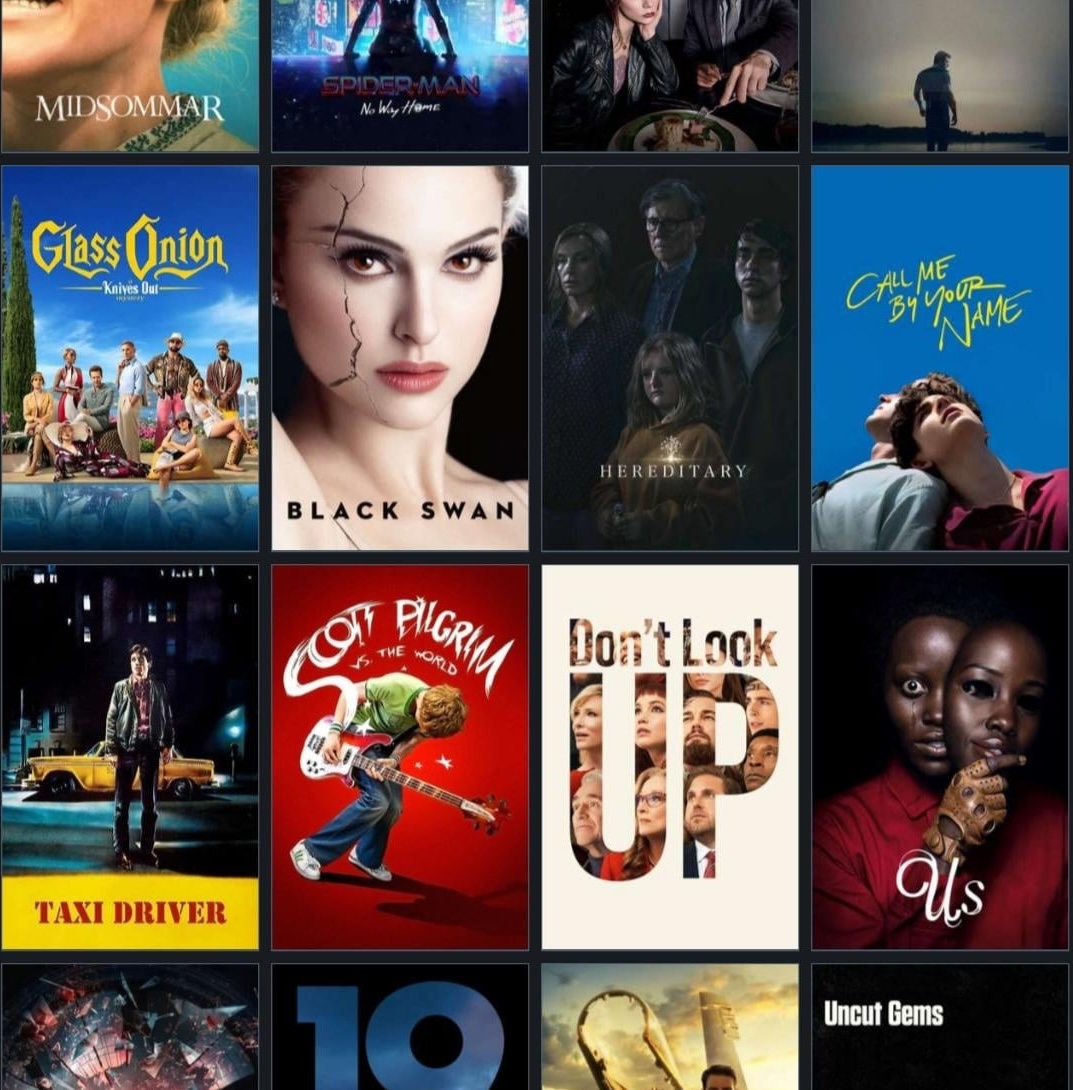 MIDSOMMAR
SPIDER-MAN
No Way Home
Glass Onion
A Knives Out
mystery
BLACK SWAN
HEREDITARY
CALL ME
BY YOUR
NAME
TAXI DRIVER
SCOTT PILGRIM
VS. THE WORLD
Don't Look
UP
Us
10
Uncut Gems